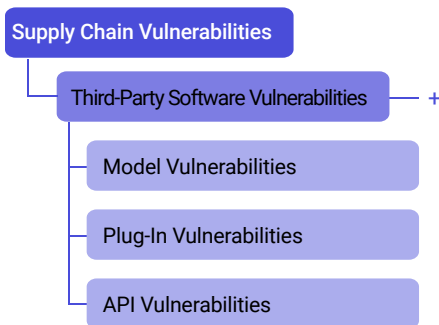 Supply Chain Vulnerabilities
Third-Party Software Vulnerabilities
+
Model Vulnerabilities
Plug-In Vulnerabilities
API Vulnerabilities